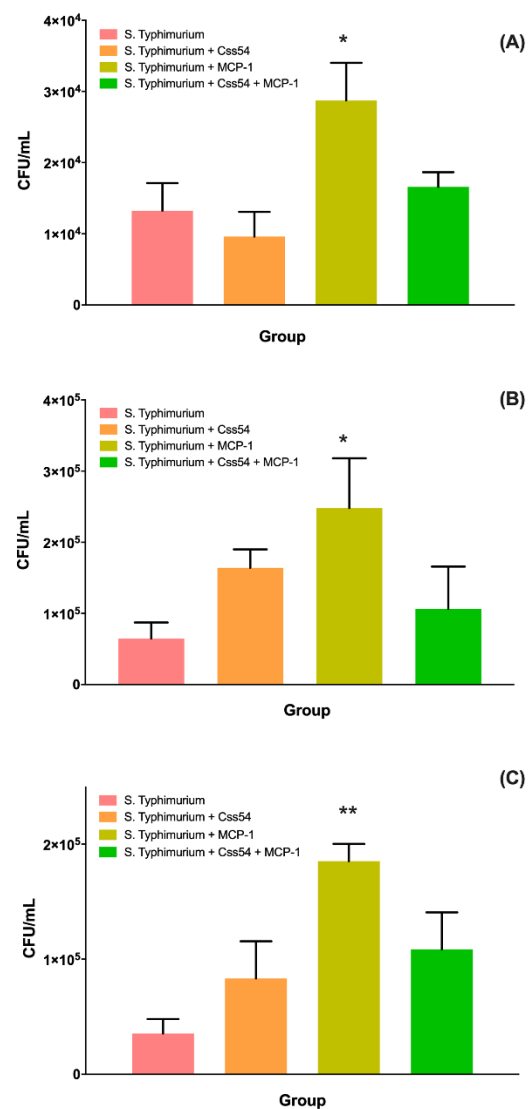 (A)
S. Typhimurium
S. Typhimurium + Css54
S. Typhimurium + MCP-1
S. Typhimurium + Css54 + MCP-1
*
4×10⁴
3×10⁴
2×10⁴
1×10⁴
0
CFU/mL
Group
(B)
S. Typhimurium
S. Typhimurium + Css54
S. Typhimurium + MCP-1
S. Typhimurium + Css54 + MCP-1
*
4×10⁵
3×10⁵
2×10⁵
1×10⁵
0
CFU/mL
Group
(C)
S. Typhimurium
S. Typhimurium + Css54
S. Typhimurium + MCP-1
S. Typhimurium + Css54 + MCP-1
**
2×10⁵
1×10⁵
0
CFU/mL
Group